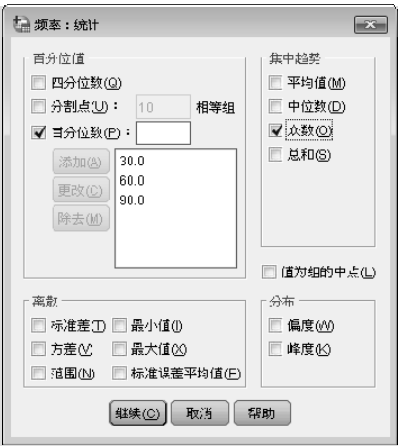 频率：统计
百分位值
四分位数(Q)
分割点(U)： 10 相等组
百分位数(P)：
添加(A)
更改(C)
除去(M)
30.0
60.0
90.0
集中趋势
平均值(M)
中位数(D)
众数(O)
总和(S)
值为组的中点(L)
离散
标准差(T) 最小值(I)
方差(V) 最大值(X)
范围(N) 标准误差平均值(E)
分布
偏度(W)
峰度(K)
继续(C) 取消 帮助